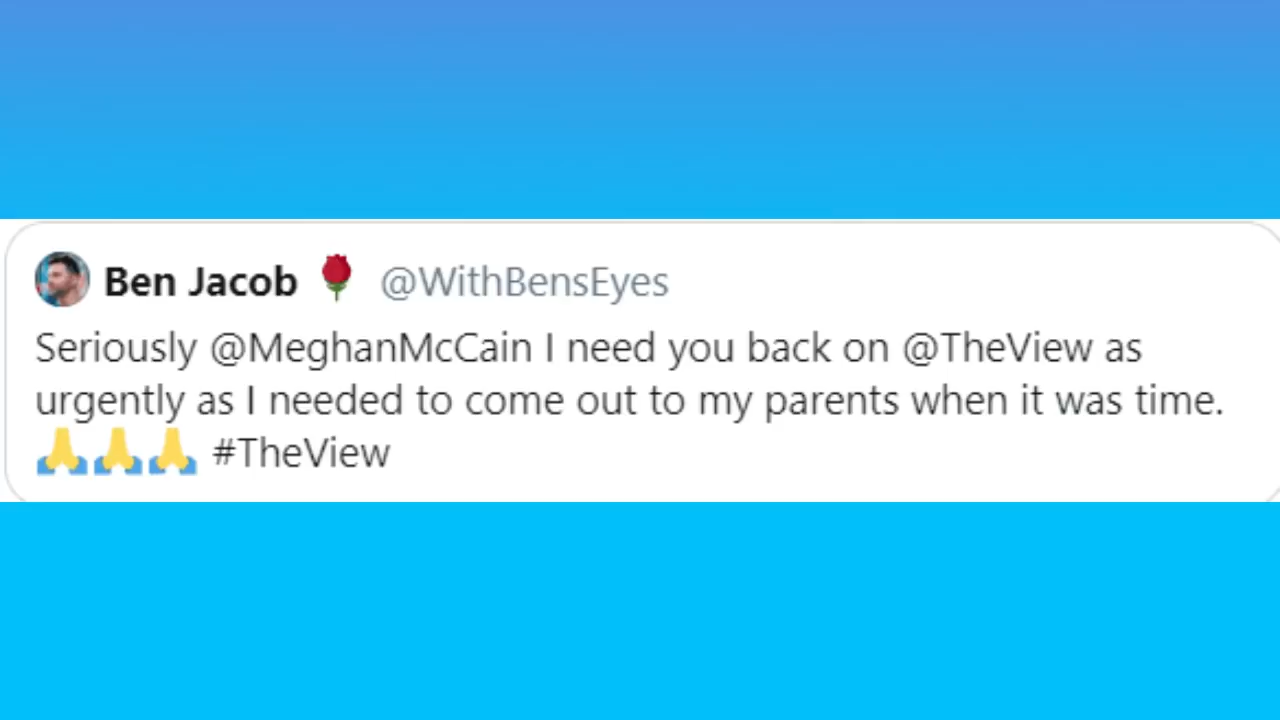 Ben Jacob 🌹 @WithBensEyes
Seriously @MeghanMcCain I need you back on @TheView as
urgently as I needed to come out to my parents when it was time.
🙏🙏🙏 #TheView